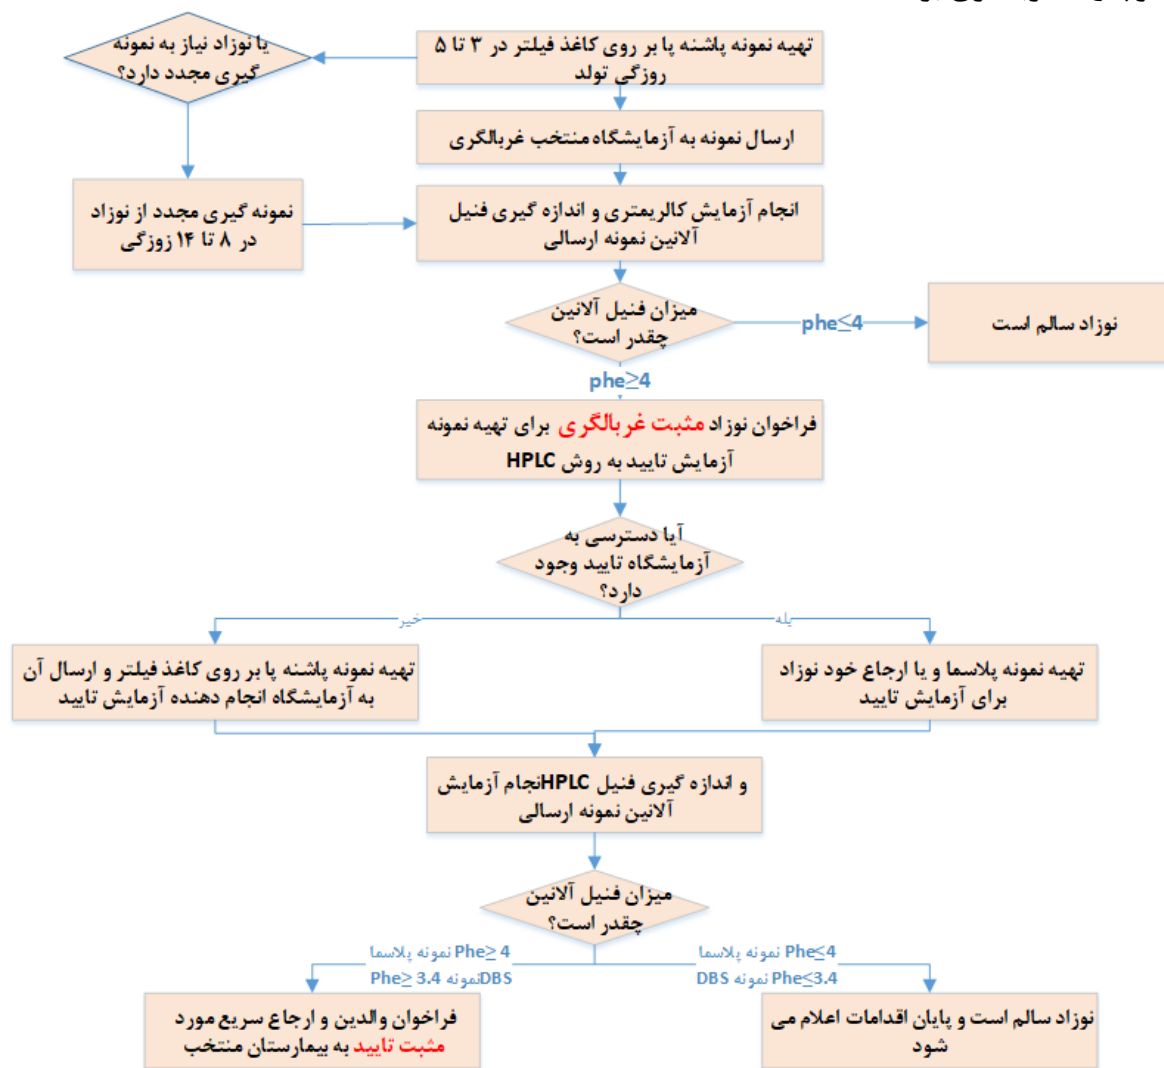 تهیه نمونه پاشنه پا بر روی کاغذ فیلتر در ۳ تا ۵
روزگی تولد
یا نوزاد نیاز به نمونه
گیری مجدد دارد؟
ارسال نمونه به آزمایشگاه منتخب غربالگری
نمونه گیری مجدد از نوزاد
در ۸ تا ۱۴ زوزگی
انجام آزمایش کالریمتری و اندازه گیری فنیل
آلانین نمونه ارسالی
میزان فنیل آلانین
چقدر است؟
phe≤4
نوزاد سالم است
phe≥4
فراخوان نوزاد مثبت غربالگری برای تهیه نمونه
آزمایش تایید به روش HPLC
آیا دسترسی به
آزمایشگاه تایید وجود
دارد؟
بله
خیر
تهیه نمونه پلاسما و یا ارجاع خود نوزاد
برای آزمایش تایید
تهیه نمونه پاشنه پا بر روی کاغذ فیلتر و ارسال آن
به آزمایشگاه انجام دهنده آزمایش تایید
و اندازه گیری فنیل HPLCنجام آزمایش
آلانین نمونه ارسالی
میزان فنیل آلانین
چقدر است؟
Phe≤4 نمونه پلاسما
Phe≤3.4 نمونه DBS
Phe≥ 4 نمونه پلاسما
DBSنمونه Phe≥ 3.4
نوزاد سالم است و پایان اقدامات اعلام می
شود
فراخوان والدین و ارجاع سریع مورد
مثبت تایید به بیمارستان منتخب